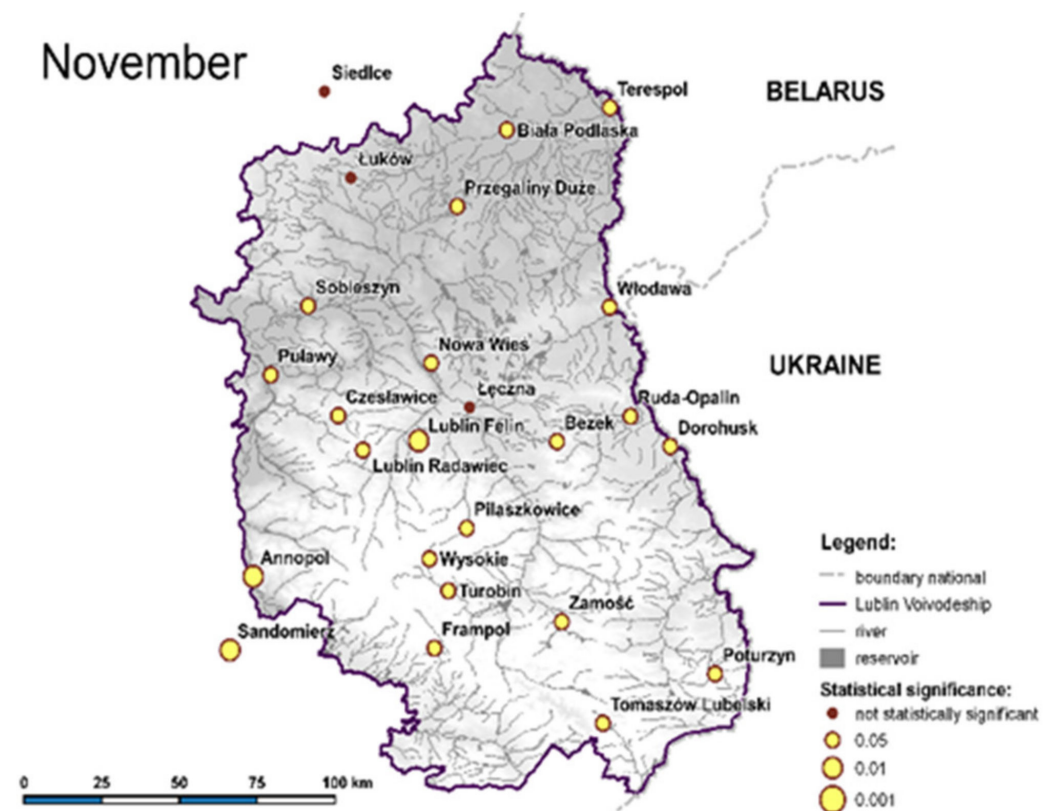 November
Siedlce
Terespol
BELARUS
Biała Podlaska
Łuków
Przegaliny Duże
Sobieszyn
Włodawa
Nowa Wies
UKRAINE
Puławy
Łęczna
Czesławice
Ruda-Opalin
Lublin Felin
Bezek
Dorohusk
Lublin Radawiec
Pilaszkowice
Annopol
Wysokie
Turobin
Zamość
Sandomierz
Frampol
Poturzyn
Tomaszów Lubelski
Legend:
boundary national
Lublin Voivodeship
river
reservoir
Statistical significance:
not statistically significant
0.05
0.01
0.001
0 25 50 75 100 km